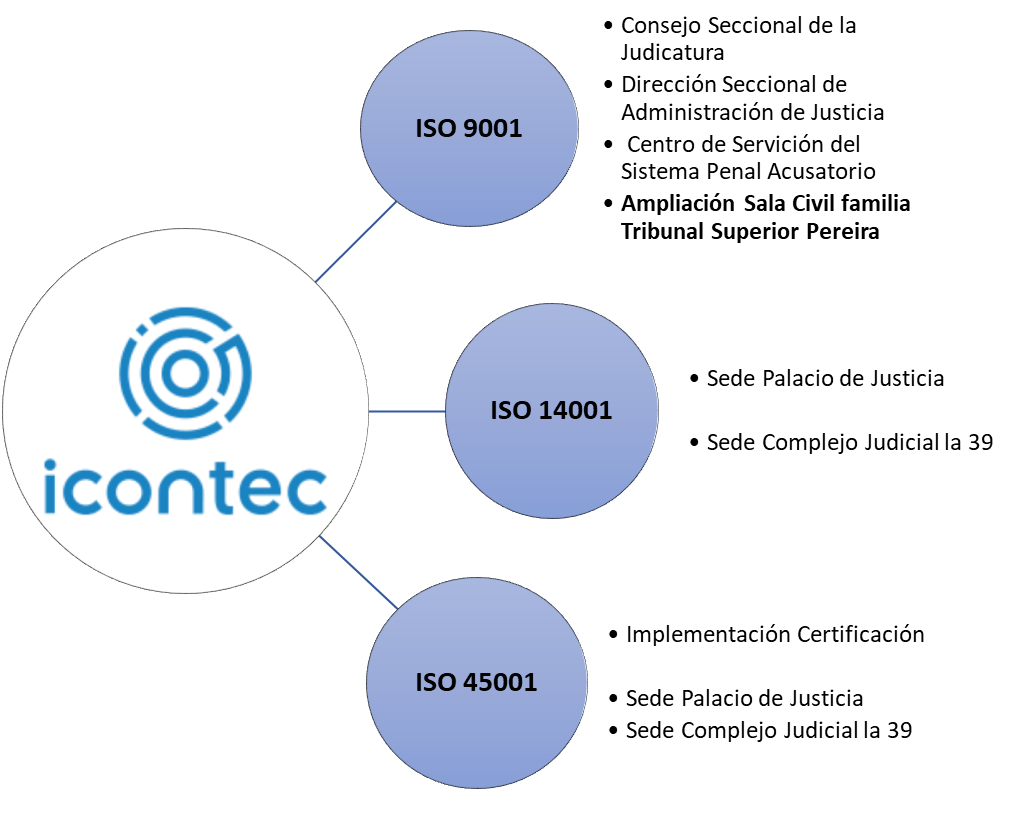 ISO 9001
• Consejo Seccional de la
Judicatura
• Dirección Seccional de
Administración de Justicia
• Centro de Servición del
Sistema Penal Acusatorio
• Ampliación Sala Civil familia
Tribunal Superior Pereira
icontec
ISO 14001
• Sede Palacio de Justicia
• Sede Complejo Judicial la 39
ISO 45001
• Implementación Certificación
• Sede Palacio de Justicia
• Sede Complejo Judicial la 39